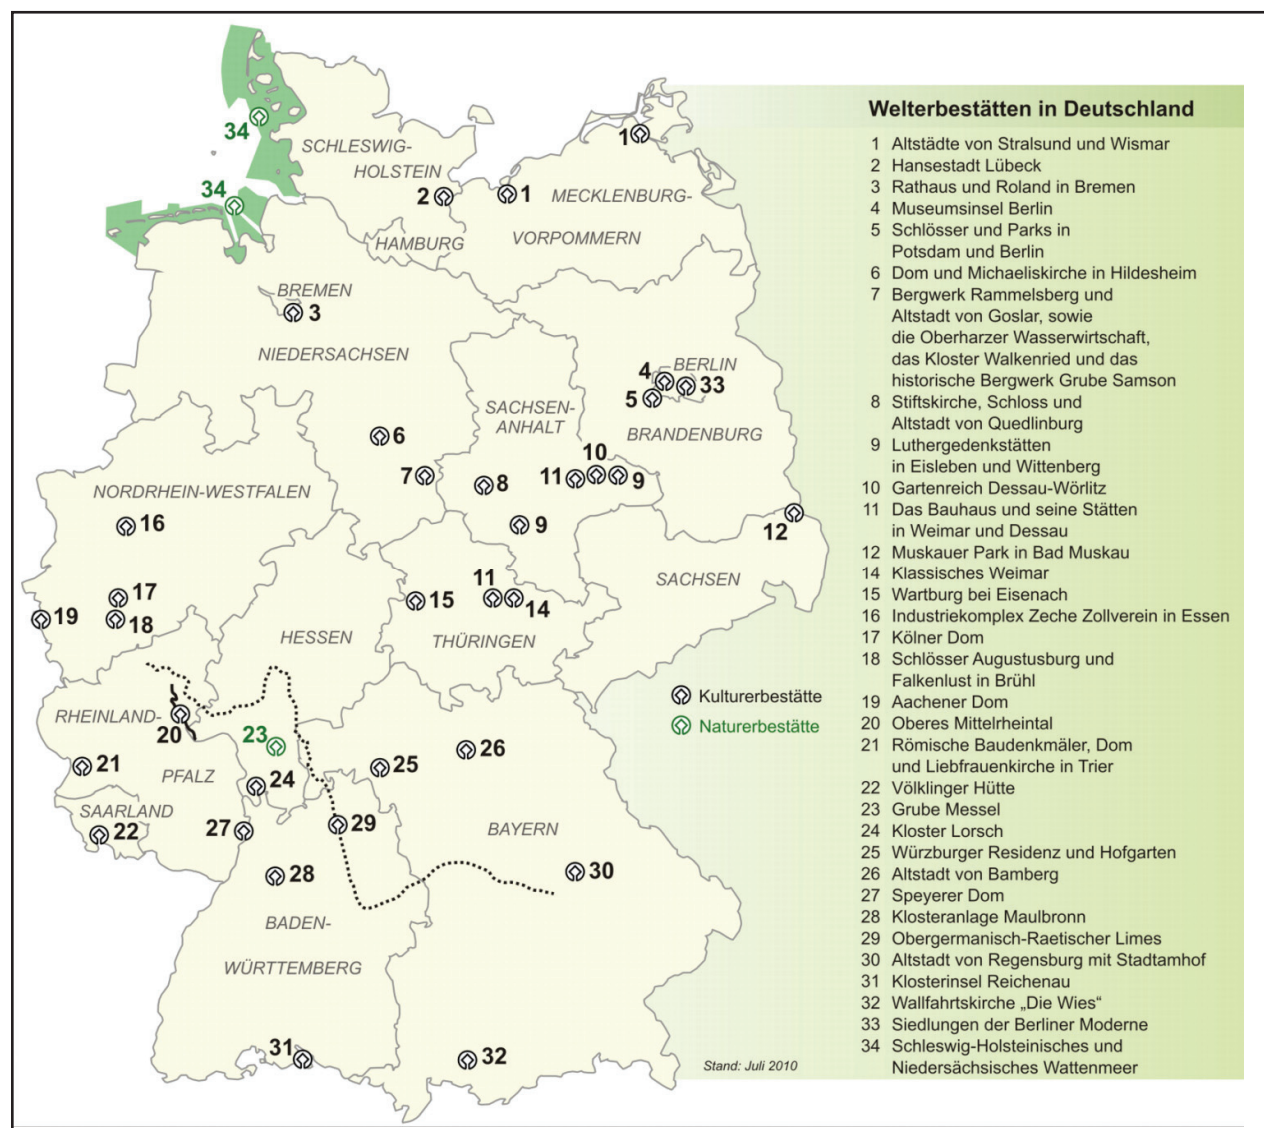 34
SCHLESWIG-
HOLSTEIN
1
34
2
1
MECKLENBURG-
HAMBURG
VORPOMMERN
BREMEN
3
NIEDERSACHSEN
4
BERLIN
33
5
SACHSEN-
ANHALT
BRANDENBURG
6
7
8
11
10
9
NORDRHEIN-WESTFALEN
16
9
12
SACHSEN
17
19
18
15
11
14
HESSEN
THÜRINGEN
RHEINLAND-
20
23
21
PFALZ
24
25
26
SAARLAND
22
27
29
BAYERN
28
30
BADEN-
WÜRTTEMBERG
31
32
Kulturerbestätte
Naturerbestätte
Stand: Juli 2010
Welterbestätten in Deutschland
1 Altstädte von Stralsund und Wismar
2 Hansestadt Lübeck
3 Rathaus und Roland in Bremen
4 Museumsinsel Berlin
5 Schlösser und Parks in
Potsdam und Berlin
6 Dom und Michaeliskirche in Hildesheim
7 Bergwerk Rammelsberg und
Altstadt von Goslar, sowie
die Oberharzer Wasserwirtschaft,
das Kloster Walkenried und das
historische Bergwerk Grube Samson
8 Stiftskirche, Schloss und
Altstadt von Quedlinburg
9 Luthergedenkstätten
in Eisleben und Wittenberg
10 Gartenreich Dessau-Wörlitz
11 Das Bauhaus und seine Stätten
in Weimar und Dessau
12 Muskauer Park in Bad Muskau
14 Klassisches Weimar
15 Wartburg bei Eisenach
16 Industriekomplex Zeche Zollverein in Essen
17 Kölner Dom
18 Schlösser Augustusburg und
Falkenlust in Brühl
19 Aachener Dom
20 Oberes Mittelrheintal
21 Römische Baudenkmäler, Dom
und Liebfrauenkirche in Trier
22 Völklinger Hütte
23 Grube Messel
24 Kloster Lorsch
25 Würzburger Residenz und Hofgarten
26 Altstadt von Bamberg
27 Speyerer Dom
28 Klosteranlage Maulbronn
29 Obergermanisch-Raetischer Limes
30 Altstadt von Regensburg mit Stadtamhof
31 Klosterinsel Reichenau
32 Wallfahrtskirche „Die Wies“
33 Siedlungen der Berliner Moderne
34 Schleswig-Holsteinisches und
Niedersächsisches Wattenmeer